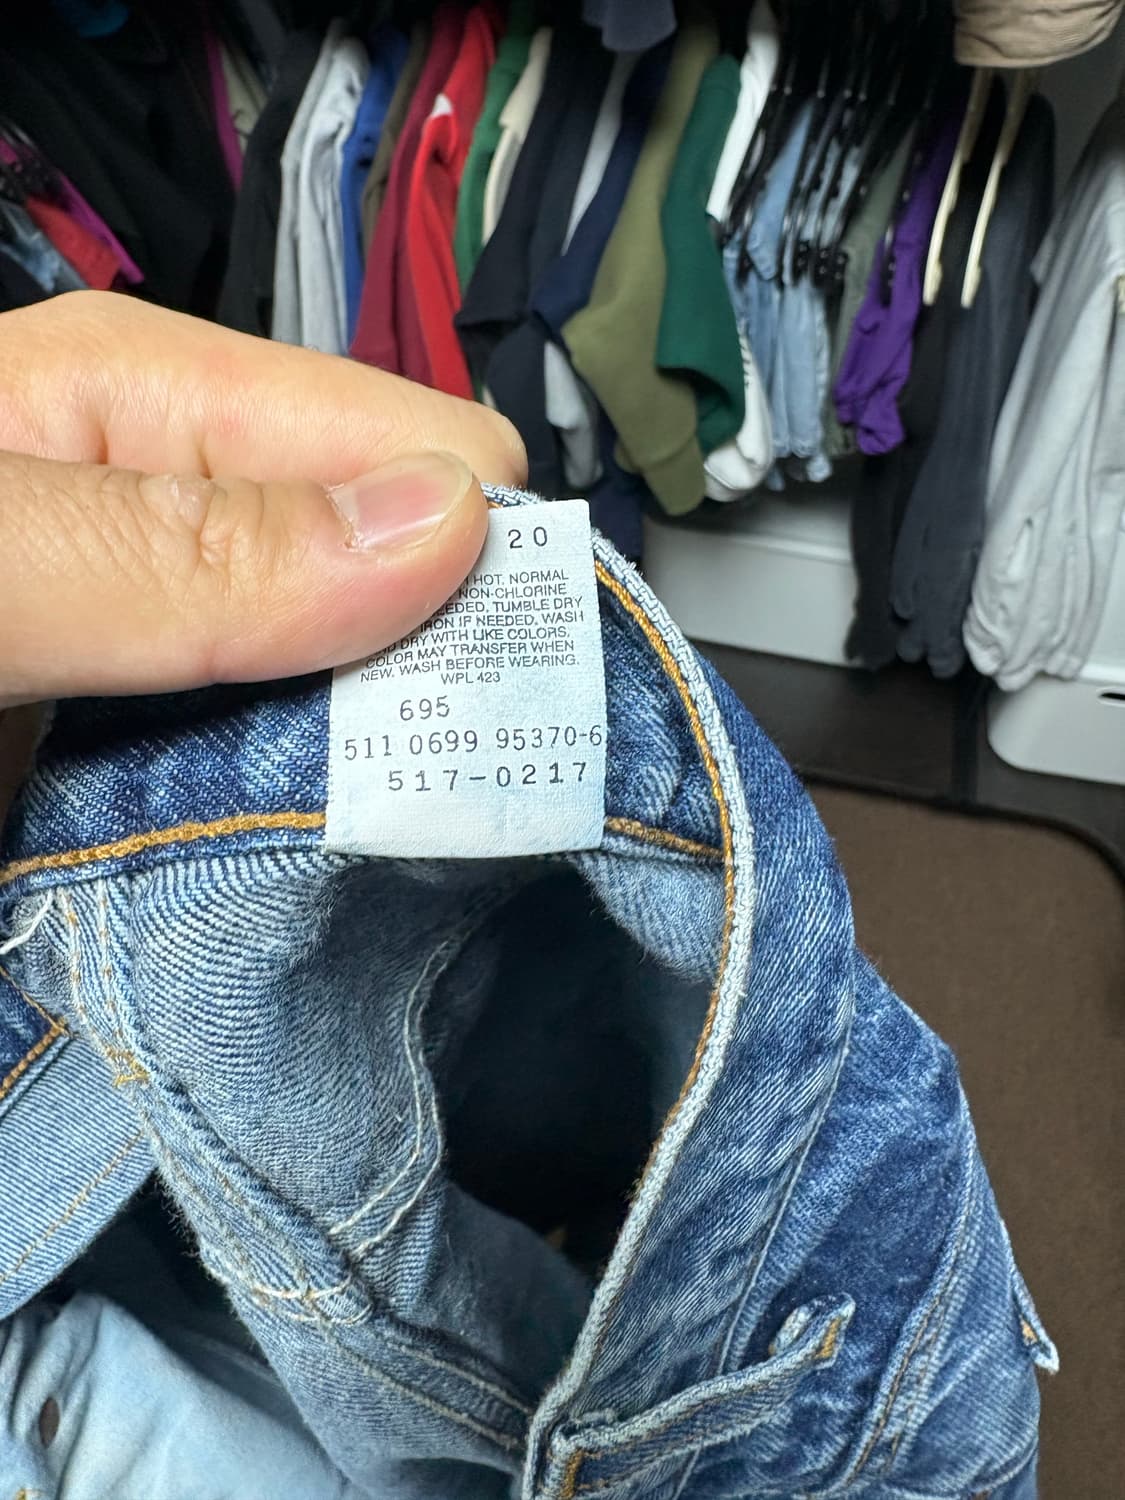 20
HOT. NORMAL
NON-CHLORINE
TUMBLE DRY
IRON IF NEEDED. WASH
DRY WITH LIKE COLORS.
COLOR MAY TRANSFER WHEN
NEW. WASH BEFORE WEARING.
WPL 423
695
511 0699 95370-6
517-0217